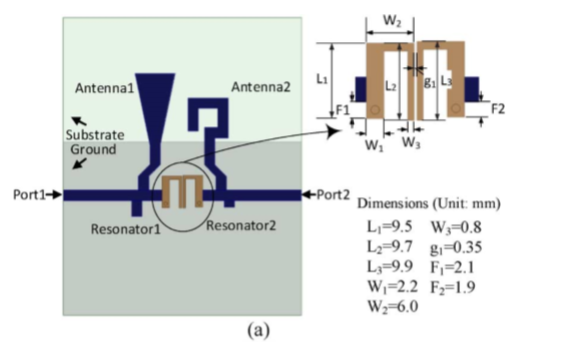 W₂
Antenna1
Antenna2
L₁
L₂
g₁
L₃
F1
F2
Substrate
Ground
W₁
W₃
Port1
Port2
Dimensions (Unit: mm)
Resonator1
Resonator2
L₁=9.5 W₃=0.8
L₂=9.7 g₁=0.35
L₃=9.9 F₁=2.1
W₁=2.2 F₂=1.9
W₂=6.0
(a)